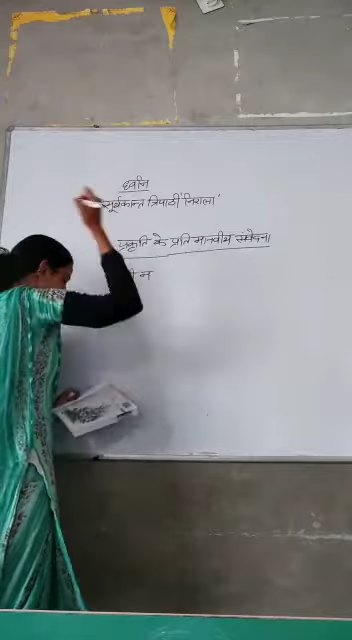 ध्वनि
सूर्यकान्त त्रिपाठी 'निराला'
प्रकृति के प्रति मानवीय संवेदना
न